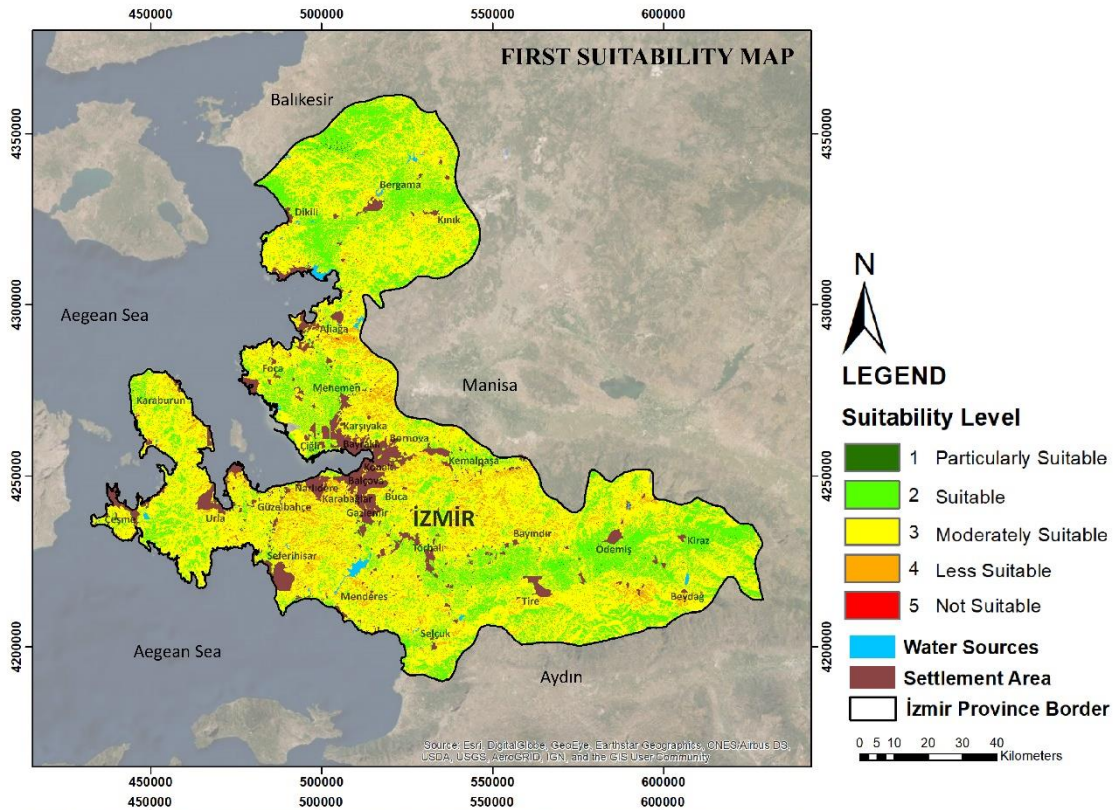 450000 500000 550000 600000
FIRST SUITABILITY MAP
Balıkesir
4350000
4350000
Bergama
Dikili
Kınık
4300000
4300000
Aegean Sea
Aliağa
Foça
Manisa
Menemen
Karaburun
Karşıyaka
Bornova
Çiğli
Bayraklı
Kemalpaşa
Konak
4250000
4250000
Balçova
Narlıdere
Karabağlar
Buca
Güzelbahçe
Gaziemir
Çeşme
Urla
İZMİR
Bayındır
Ödemiş
Kiraz
Torbalı
Seferihisar
Menderes
Tire
Beydağ
Selçuk
4200000
4200000
Aegean Sea
Aydın
Source: Esri, DigitalGlobe, GeoEye, Earthstar Geographics, CNES/Airbus DS,
USDA, USGS, AeroGRID, IGN, and the GIS User Community
450000 500000 550000 600000
N
LEGEND
Suitability Level
1 Particularly Suitable
2 Suitable
3 Moderately Suitable
4 Less Suitable
5 Not Suitable
Water Sources
Settlement Area
İzmir Province Border
0 5 10 20 30 40
Kilometers